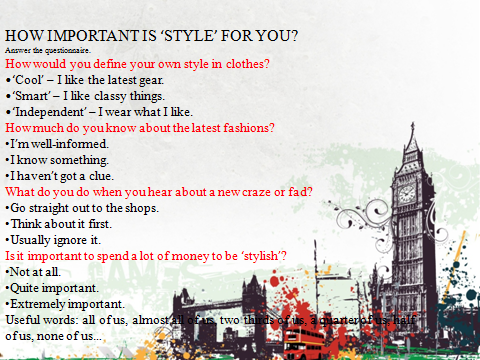 HOW IMPORTANT IS ‘STYLE’ FOR YOU?
Answer the questionnaire.
How would you define your own style in clothes?
•‘Cool’ – I like the latest gear.
•‘Smart’ – I like classy things.
•‘Independent’ – I wear what I like.
How much do you know about the latest fashions?
•I’m well-informed.
•I know something.
•I haven’t got a clue.
What do you do when you hear about a new craze or fad?
•Go straight out to the shops.
•Think about it first.
•Usually ignore it.
Is it important to spend a lot of money to be ‘stylish’?
•Not at all.
•Quite important.
•Extremely important.
Useful words: all of us, almost all of us, two thirds of us, a quarter of us, half
of us, none of us...